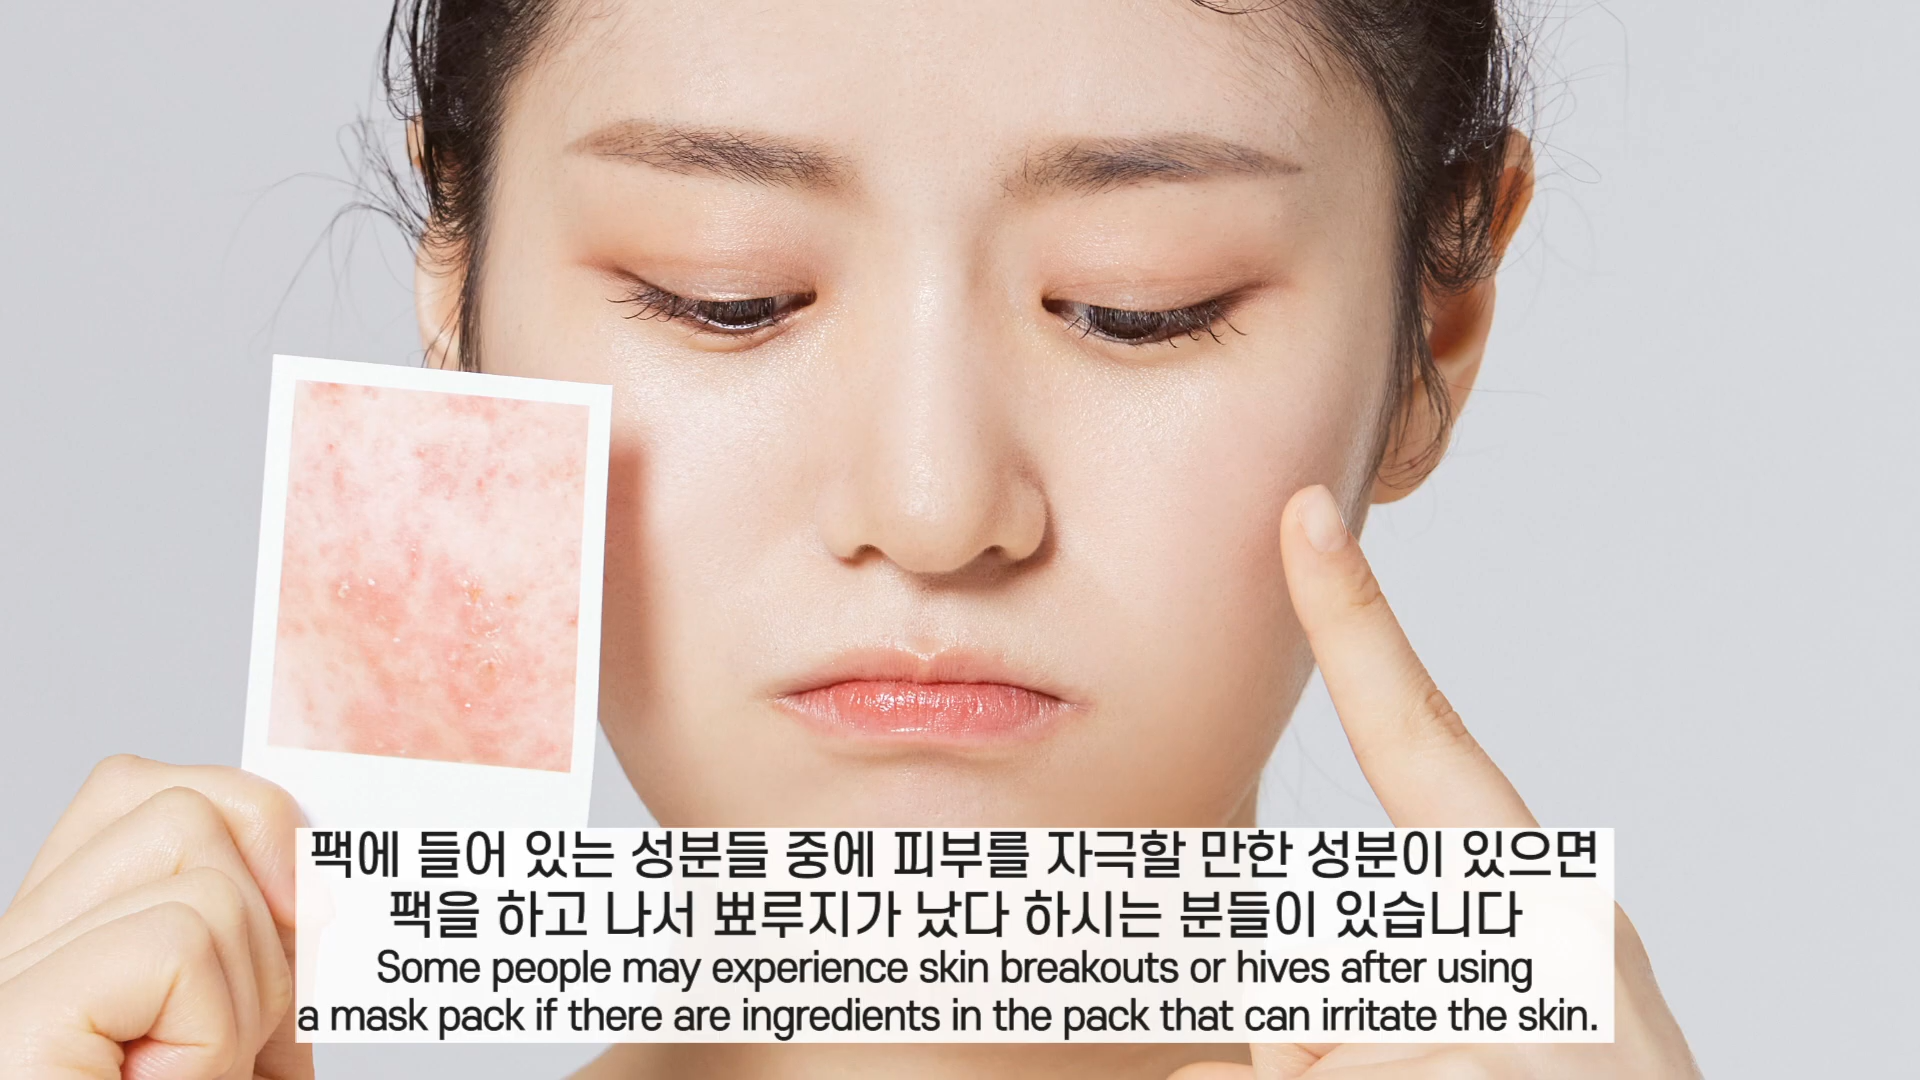 팩에 들어 있는 성분들 중에 피부를 자극할 만한 성분이 있으면
팩을 하고 나서 뾰루지가 났다 하시는 분들이 있습니다
Some people may experience skin breakouts or hives after using
a mask pack if there are ingredients in the pack that can irritate the skin.